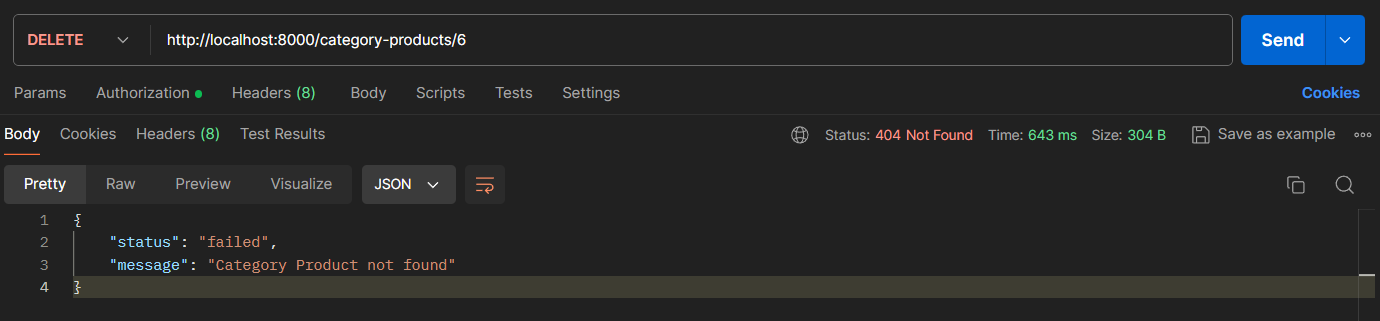 DELETE http://localhost:8000/category-products/6 Send
Params Authorization Headers (8) Body Scripts Tests Settings Cookies
Body Cookies Headers (8) Test Results Status: 404 Not Found Time: 643 ms Size: 304 B Save as example
Pretty Raw Preview Visualize JSON
1 {
2 "status": "failed",
3 "message": "Category Product not found"
4 }